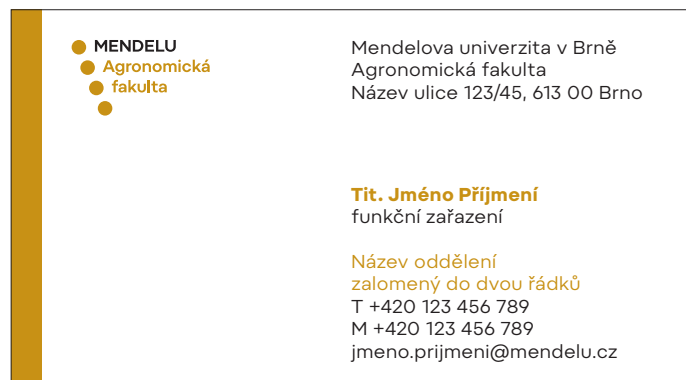 MENDELU
Agronomická
fakulta
Mendelova univerzita v Brně
Agronomická fakulta
Název ulice 123/45, 613 00 Brno
Tit. Jméno Příjmení
funkční zařazení
Název oddělení
zalomený do dvou řádků
T +420 123 456 789
M +420 123 456 789
jmeno.prijmeni@mendelu.cz